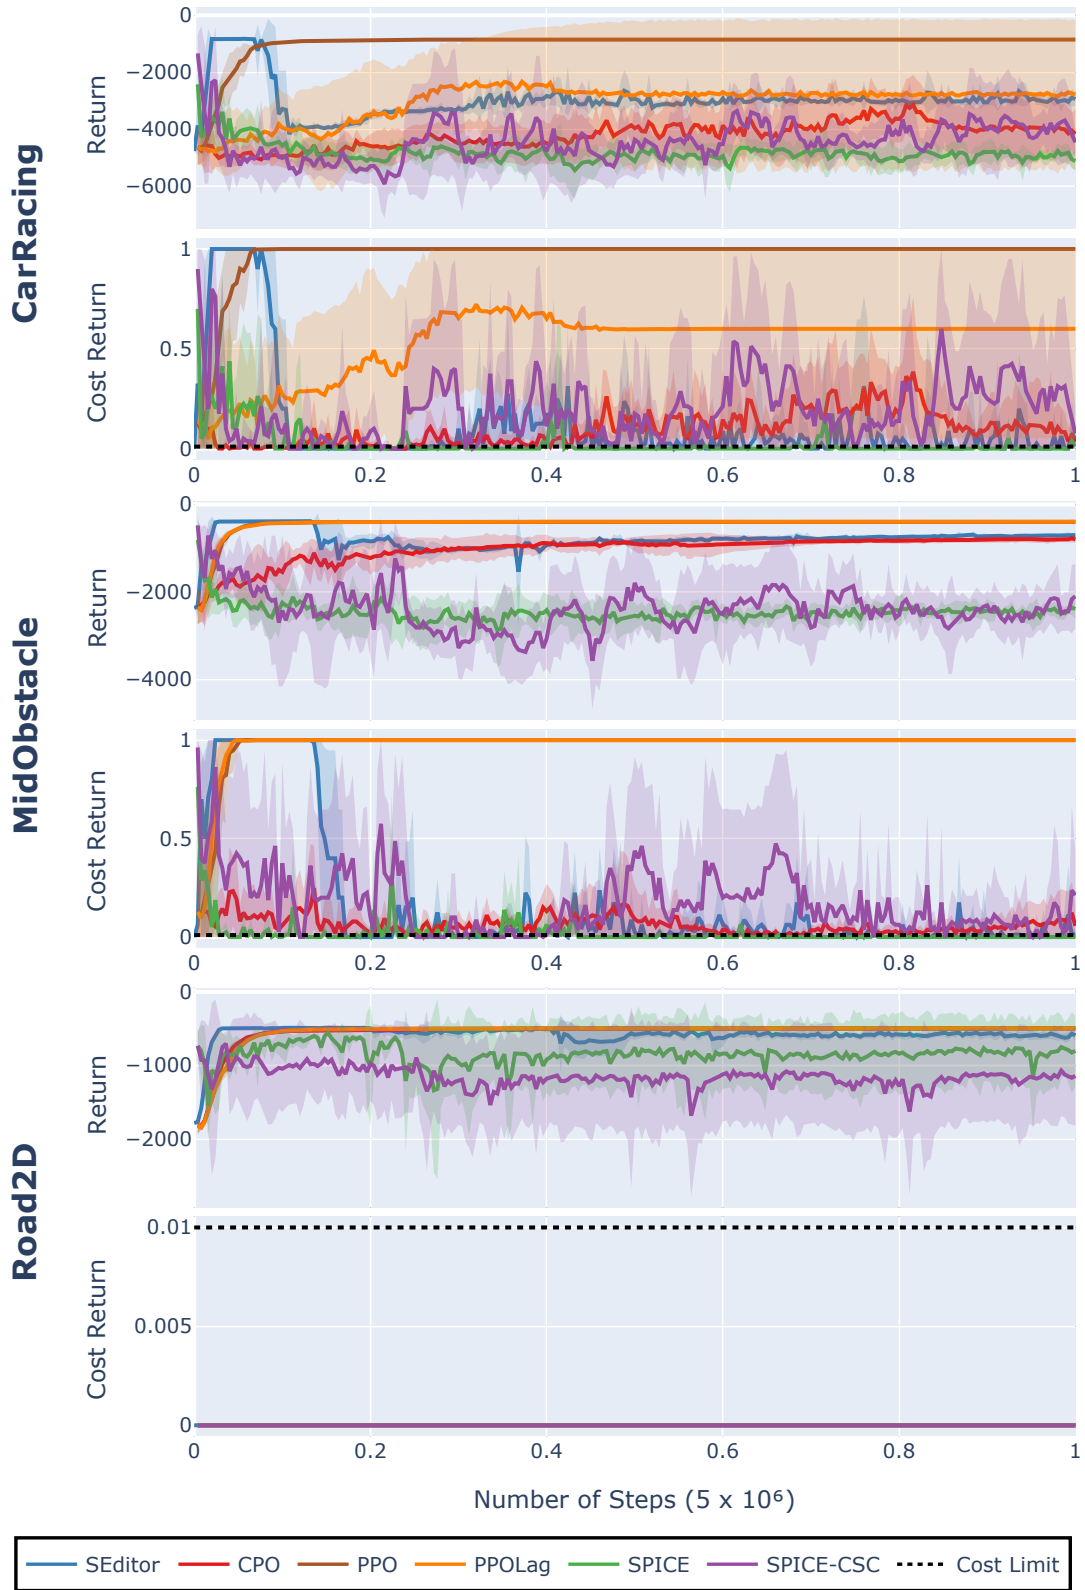 CarRacing
Return
0
−2000
−4000
−6000
Cost Return
1
0.5
0
0 0.2 0.4 0.6 0.8 1
MidObstacle
Return
0
−2000
−4000
Cost Return
1
0.5
0
0 0.2 0.4 0.6 0.8 1
Road2D
Return
0
−1000
−2000
Cost Return
0.01
0.005
0
0 0.2 0.4 0.6 0.8 1
Number of Steps (5 x 10⁶)
SEditor CPO PPO PPOLag SPICE SPICE-CSC Cost Limit